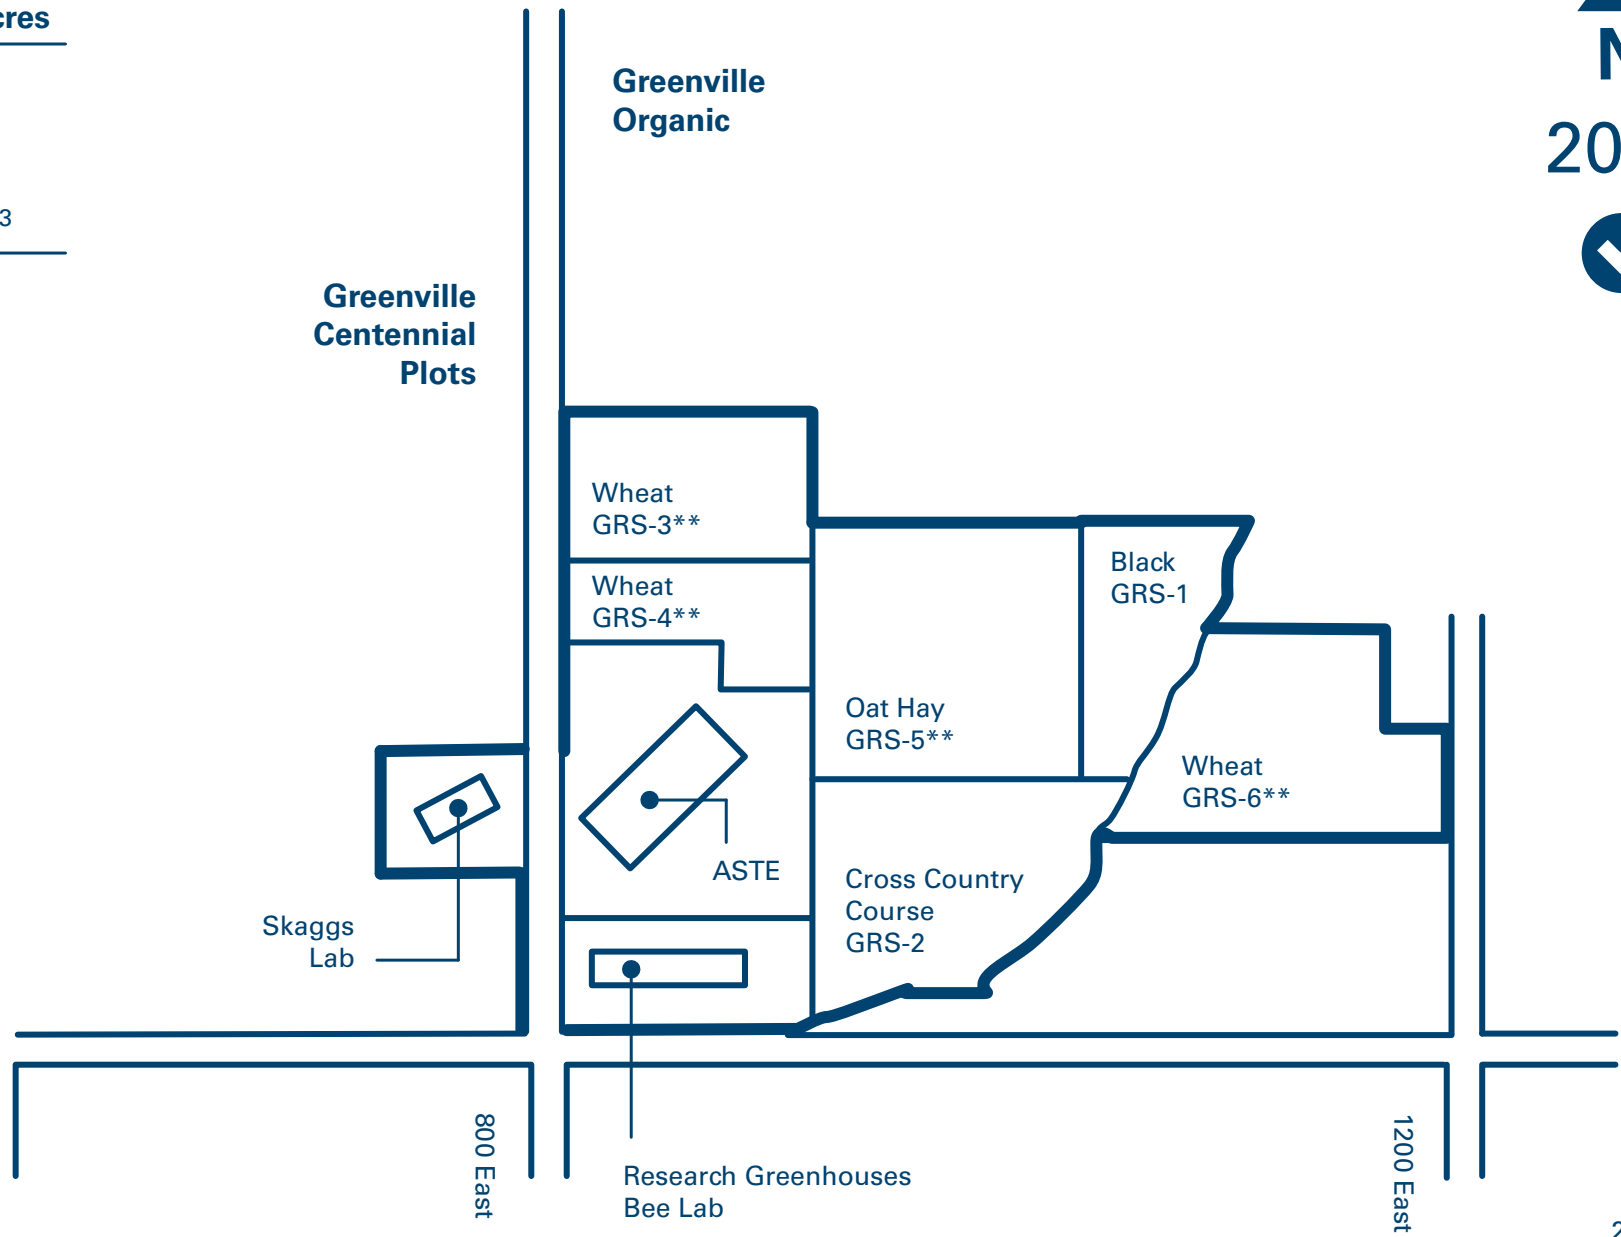 Greenville
Organic
Greenville
Centennial
Plots
Wheat
GRS-3**
Wheat
GRS-4**
Black
GRS-1
Oat Hay
GRS-5**
Wheat
GRS-6**
ASTE
Cross Country
Course
GRS-2
Skaggs
Lab
Research Greenhouses
Bee Lab
800 East
1200 East
3